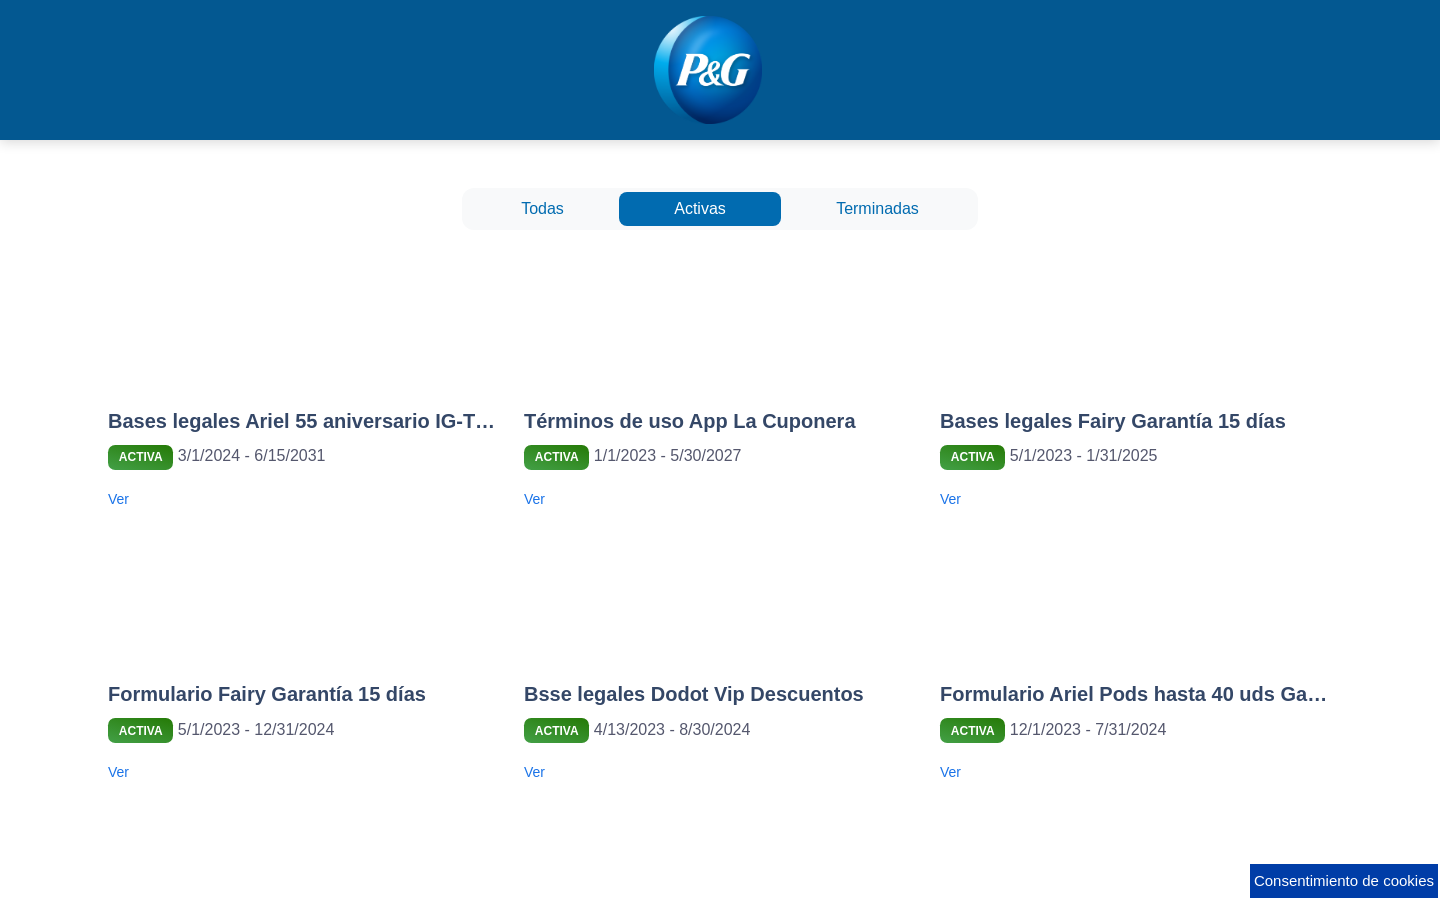 P&G
Todas
Activas
Terminadas
Bases legales Ariel 55 aniversario IG-T…
ACTIVA 3/1/2024 - 6/15/2031
Ver
Términos de uso App La Cuponera
ACTIVA 1/1/2023 - 5/30/2027
Ver
Bases legales Fairy Garantía 15 días
ACTIVA 5/1/2023 - 1/31/2025
Ver
Formulario Fairy Garantía 15 días
ACTIVA 5/1/2023 - 12/31/2024
Ver
Bsse legales Dodot Vip Descuentos
ACTIVA 4/13/2023 - 8/30/2024
Ver
Formulario Ariel Pods hasta 40 uds Ga…
ACTIVA 12/1/2023 - 7/31/2024
Ver
Consentimiento de cookies